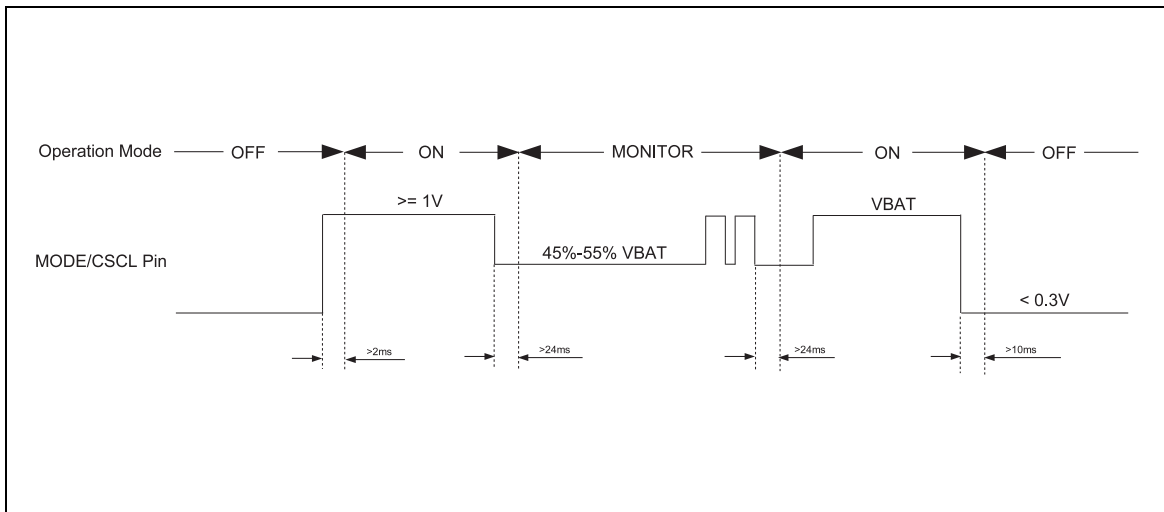 Operation Mode OFF ON MONITOR ON OFF
>= 1V VBAT
MODE/CSCL Pin 45%-55% VBAT
< 0.3V
>2ms >24ms >24ms >10ms